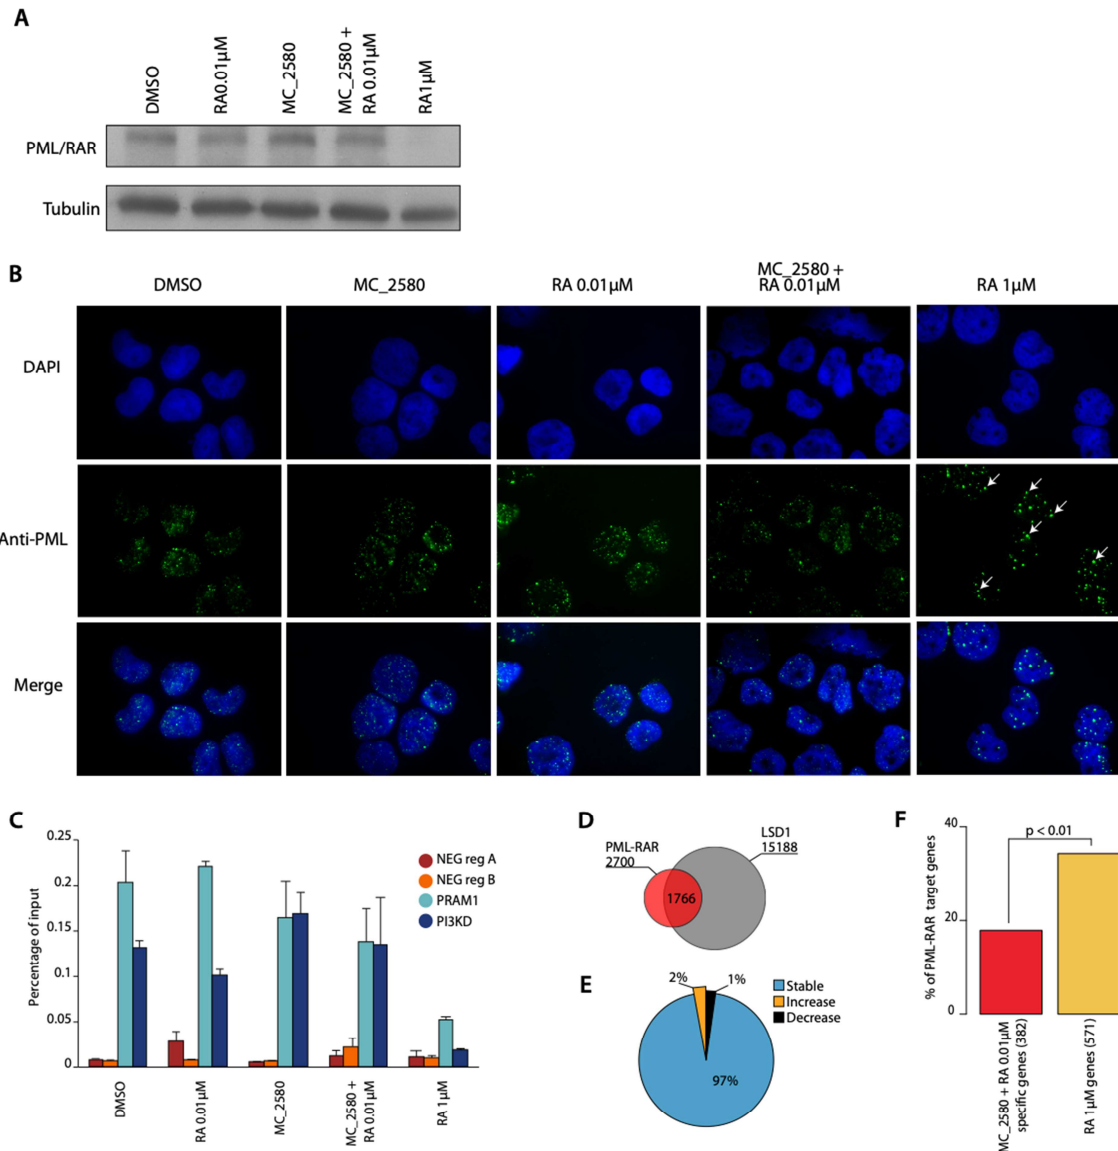 A
DMSO
RA0.01µM
MC_2580
MC_2580 +
RA 0.01µM
RA1µM
PML/RAR
Tubulin
B
DMSO
MC_2580
RA 0.01µM
MC_2580 +
RA 0.01µM
RA 1µM
DAPI
Anti-PML
Merge
C
Percentage of input
0.25
0.2
0.15
0.1
0.05
0
NEG reg A
NEG reg B
PRAM1
PI3KD
DMSO
RA 0.01µM
MC_2580
MC_2580 +
RA 0.01µM
RA 1µM
D
PML-RAR
2700
LSD1
15188
1766
E
2%
1%
97%
Stable
Increase
Decrease
F
% of PML-RAR target genes
40
20
0
p < 0.01
MC_2580 + RA 0.01µM
specific genes (382)
RA 1µM genes (571)